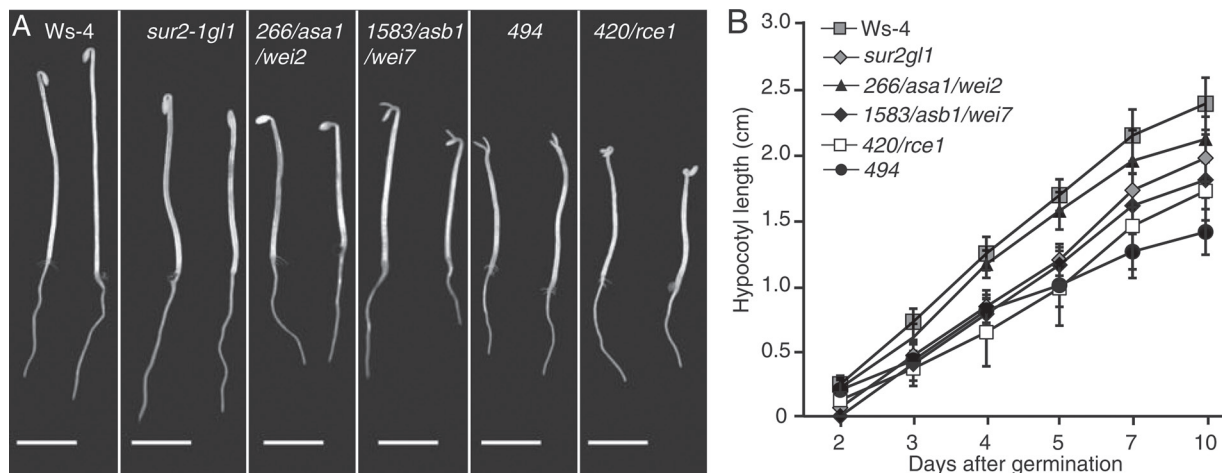 A
Ws-4
sur2-1gl1
266/asa1
/wei2
1583/asb1
/wei7
494
420/rce1
B
3.0
2.5
2.0
1.5
1.0
0.5
0
Hypocotyl length (cm)
Ws-4
sur2gl1
266/asa1/wei2
1583/asb1/wei7
420/rce1
494
2 3 4 5 7 10
Days after germination